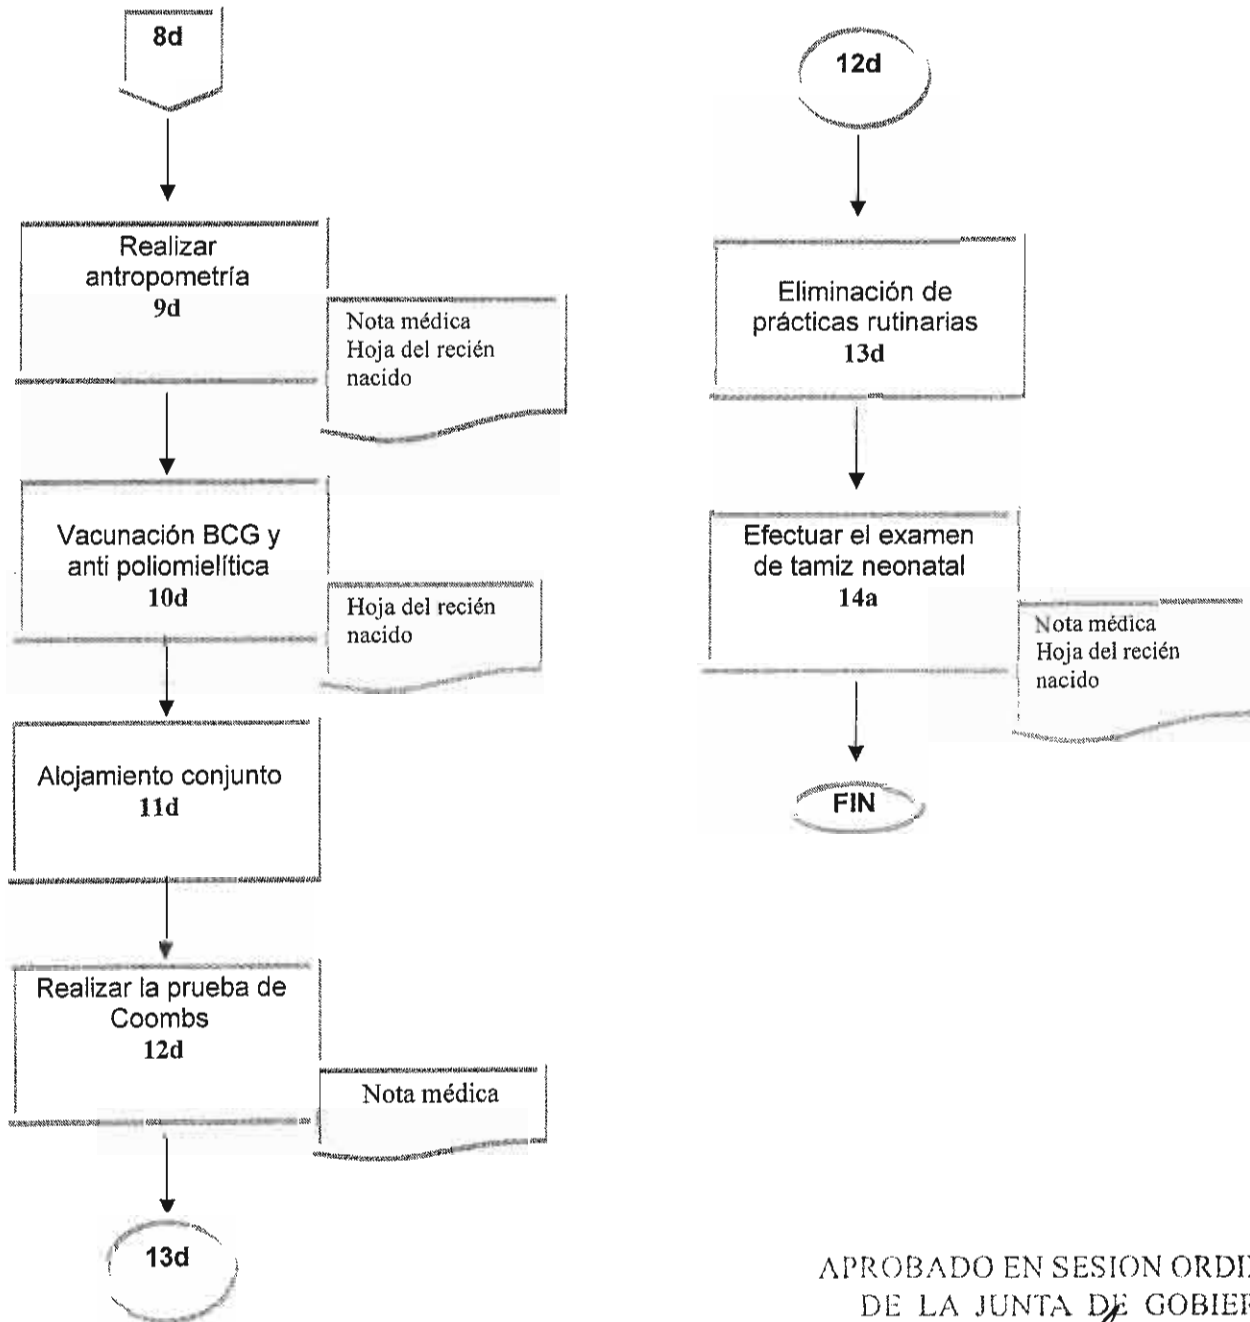 8d
Realizar
antropometría
9d
Nota médica
Hoja del recién
nacido
Vacunación BCG y
anti poliomielítica
10d
Hoja del recién
nacido
Alojamiento conjunto
11d
Realizar la prueba de
Coombs
12d
Nota médica
13d
12d
Eliminación de
prácticas rutinarias
13d
Efectuar el examen
de tamiz neonatal
14a
Nota médica
Hoja del recién
nacido
FIN
APROBADO EN SESION
DE LA JUNTA DE